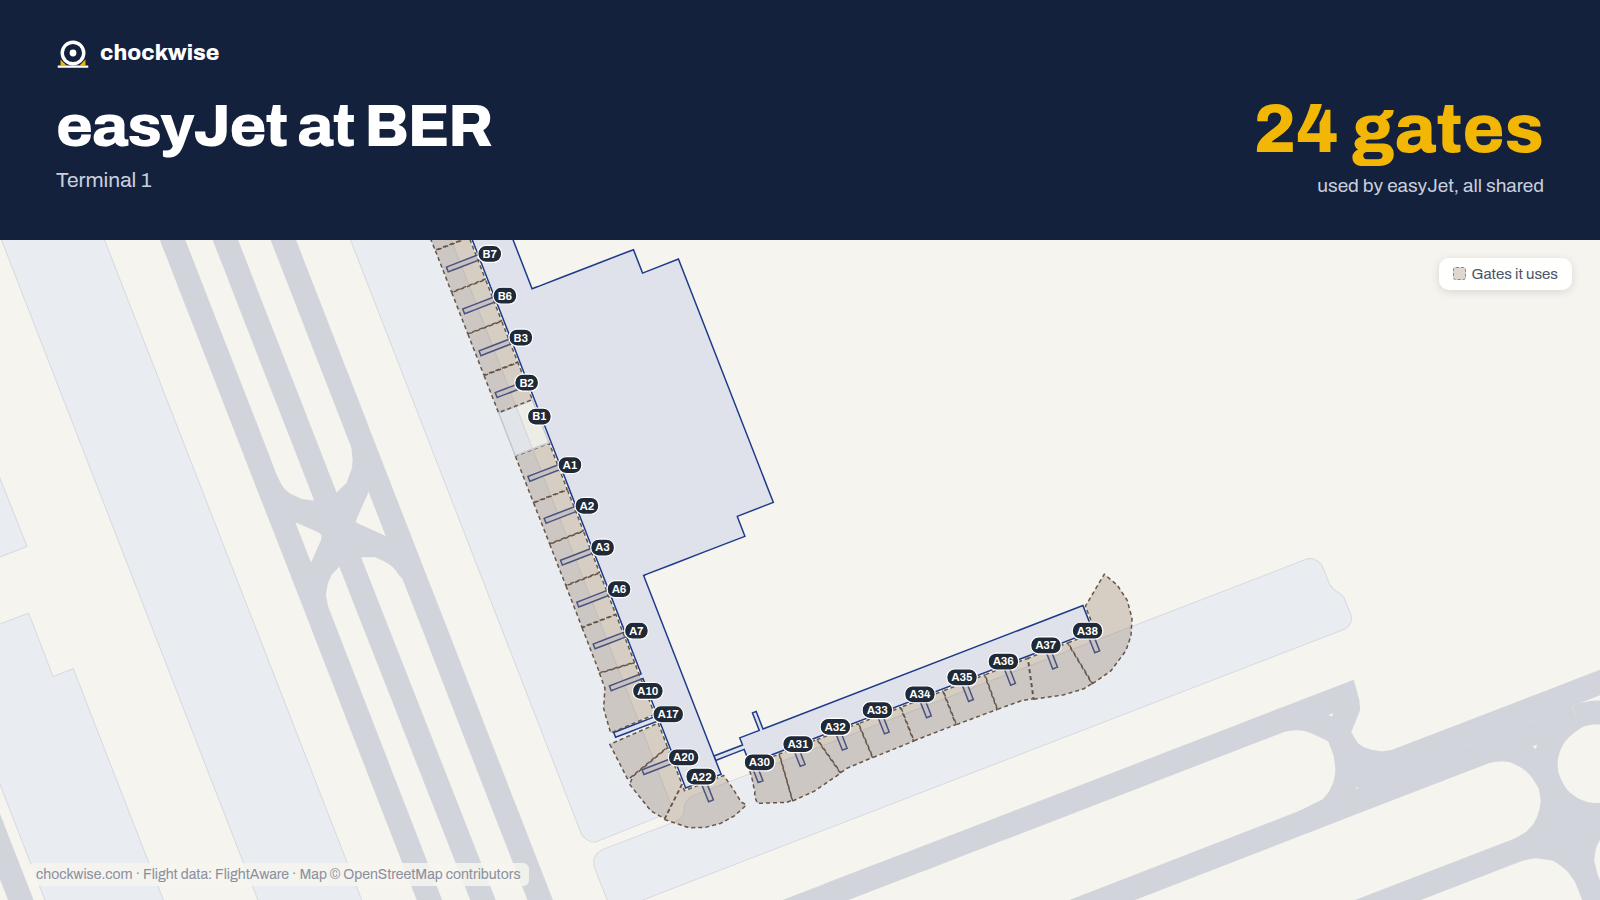 chockwise
easyJet at BER
Terminal 1
24 gates
used by easyJet, all shared
Gates it uses
B7
B6
B3
B2
B1
A1
A2
A3
A6
A7
A10
A17
A20
A22
A30
A31
A32
A33
A34
A35
A36
A37
A38
chockwise.com · Flight data: FlightAware · Map © OpenStreetMap contributors